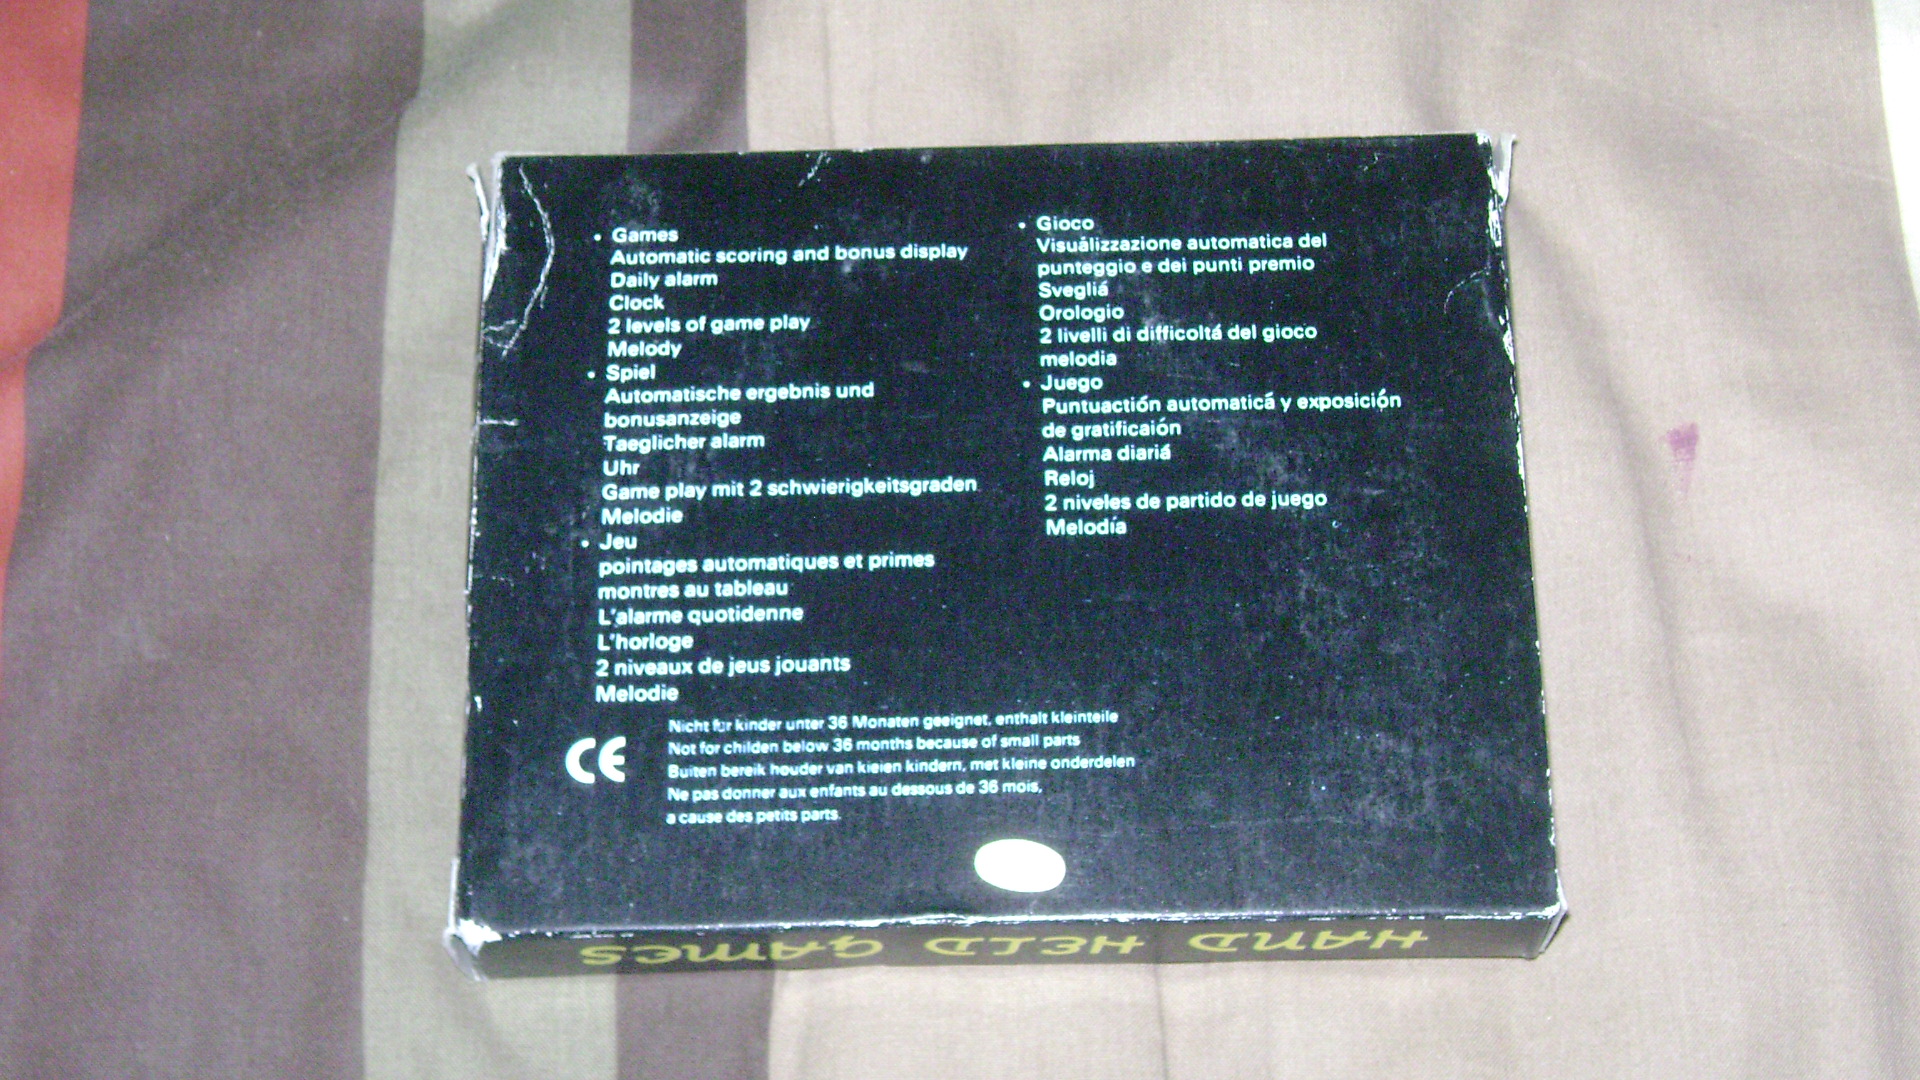 • Games
Automatic scoring and bonus display
Daily alarm
Clock
2 levels of game play
Melody
• Spiel
Automatische ergebnis und
bonusanzeige
Taeglicher alarm
Uhr
Game play mit 2 schwierigkeitsgraden
Melodie
• Jeu
pointages automatiques et primes
montres au tableau
L'alarme quotidenne
L'horloge
2 niveaux de jeus jouants
Melodie
• Gioco
Visuálizzazione automatica del
punteggio e dei punti premio
Svegliá
Orologio
2 livelli di difficoltá del gioco
melodia
• Juego
Puntuactión automaticá y exposición
de gratificaión
Alarma diariá
Reloj
2 niveles de partido de juego
Melodía
CE
Nicht fur kinder unter 36 Monaten geeignet, enthalt kleinteile
Not for childen below 36 months because of small parts
Buiten bereik houder van kieien kindern, met kleine onderdelen
Ne pas donner aux enfants au dessous de 36 mois,
a cause des petits parts.
HAND HELD GAMES